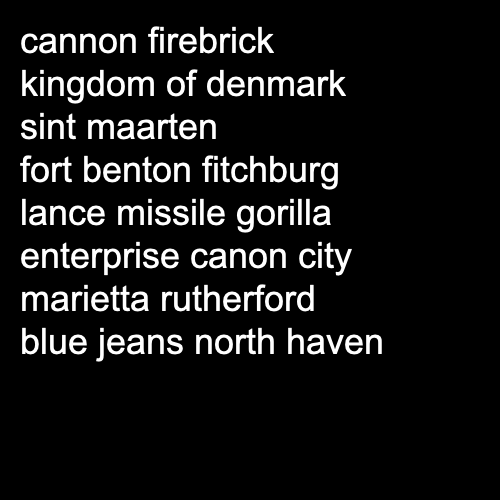 cannon firebrick
kingdom of denmark
sint maarten
fort benton fitchburg
lance missile gorilla
enterprise canon city
marietta rutherford
blue jeans north haven